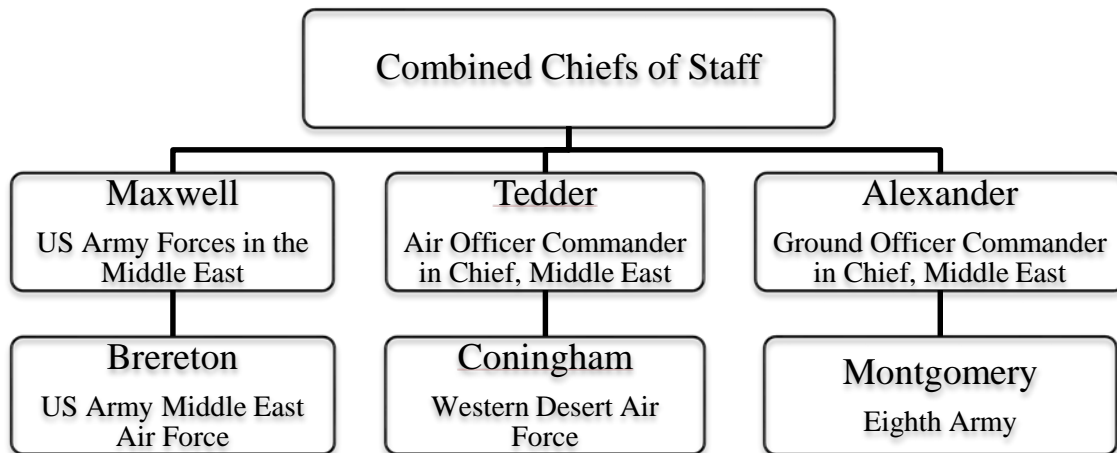 Combined Chiefs of Staff
Maxwell
US Army Forces in the
Middle East
Tedder
Air Officer Commander
in Chief, Middle East
Alexander
Ground Officer Commander
in Chief, Middle East
Brereton
US Army Middle East
Air Force
Coningham
Western Desert Air
Force
Montgomery
Eighth Army